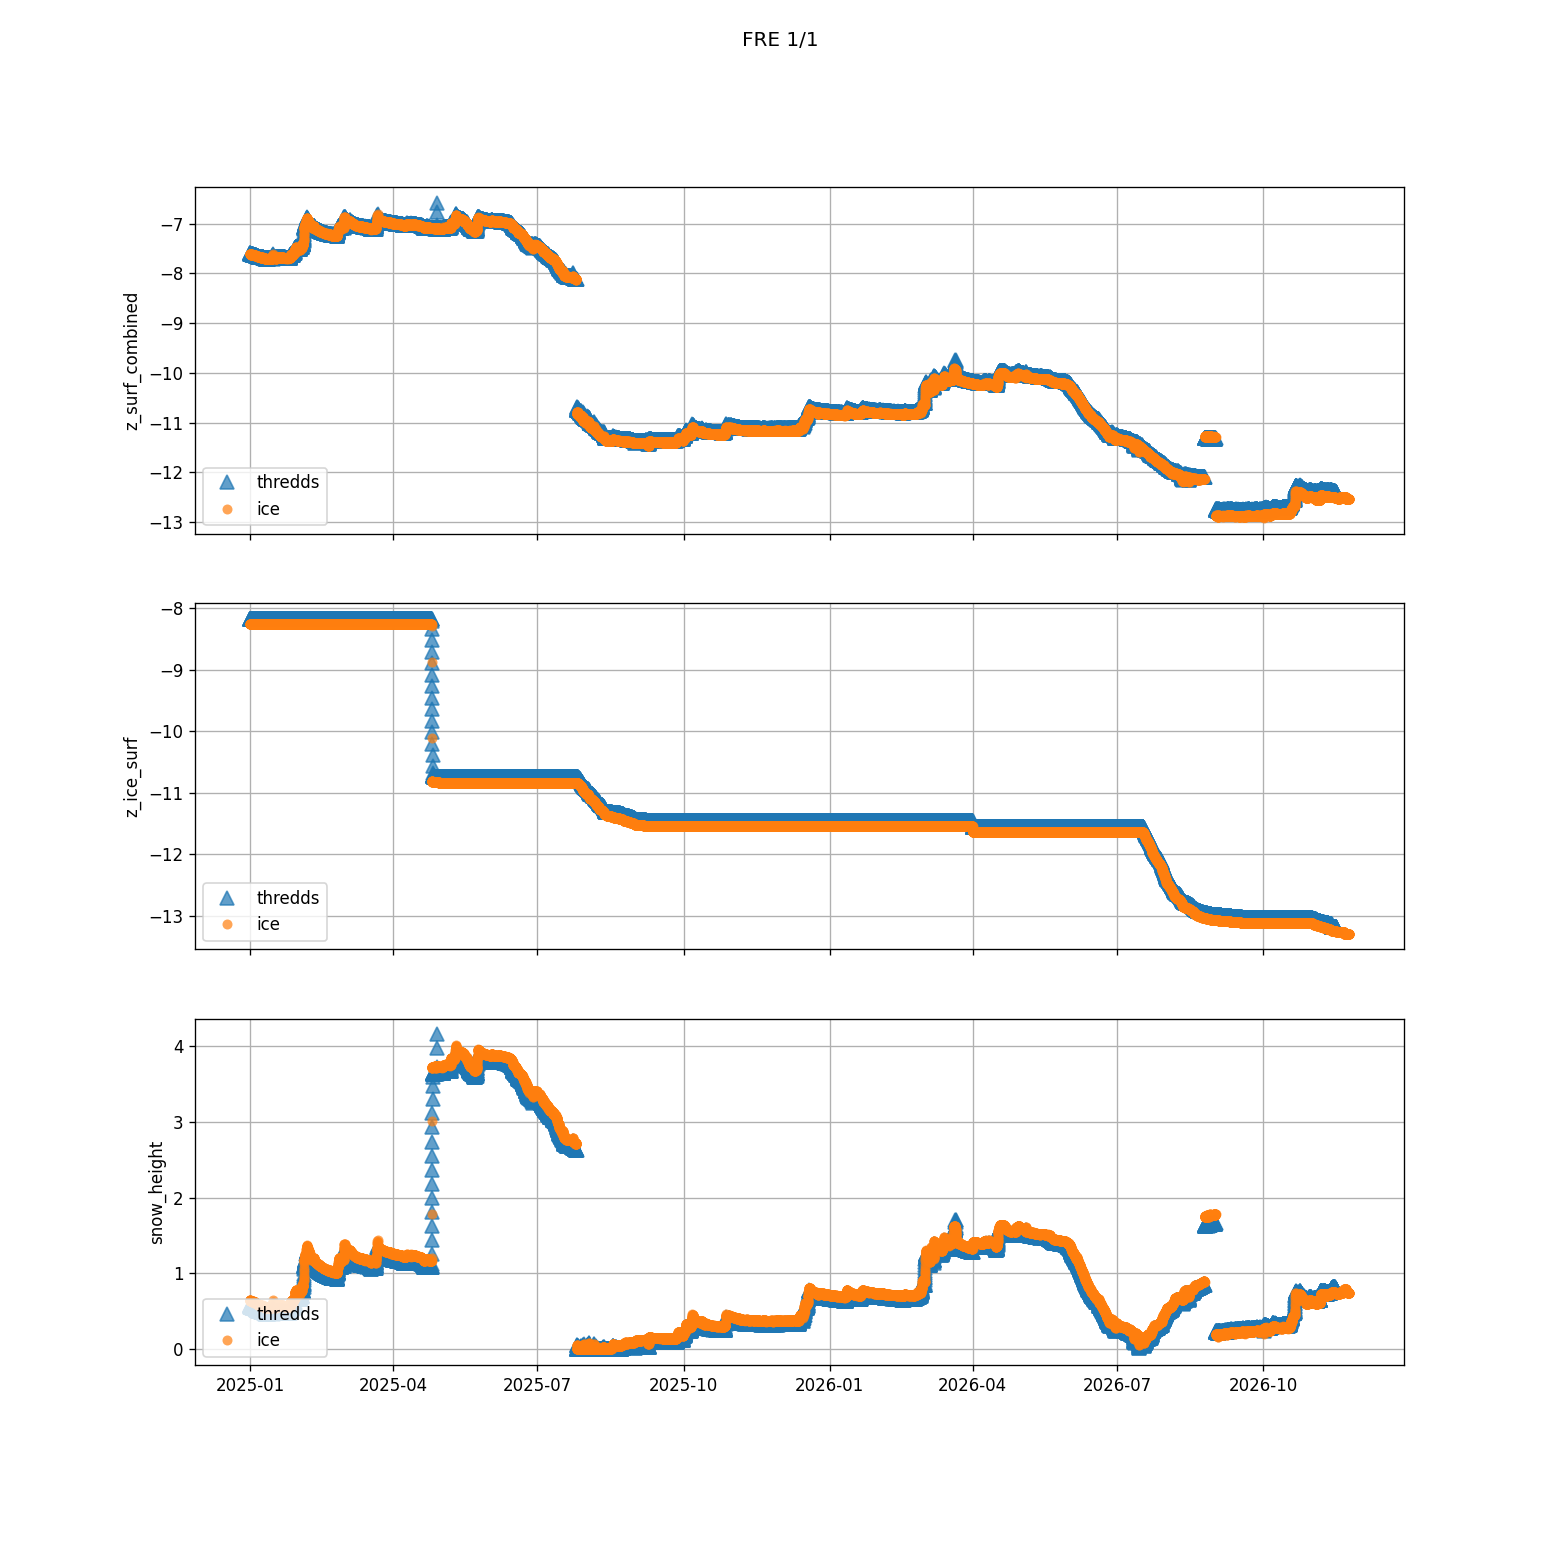 FRE 1/1
z_surf_combined
−7
−8
−9
−10
−11
−12
−13
thredds
ice
z_ice_surf
−8
−9
−10
−11
−12
−13
thredds
ice
snow_height
4
3
2
1
0
thredds
ice
2025-01 2025-04 2025-07 2025-10 2026-01 2026-04 2026-07 2026-10